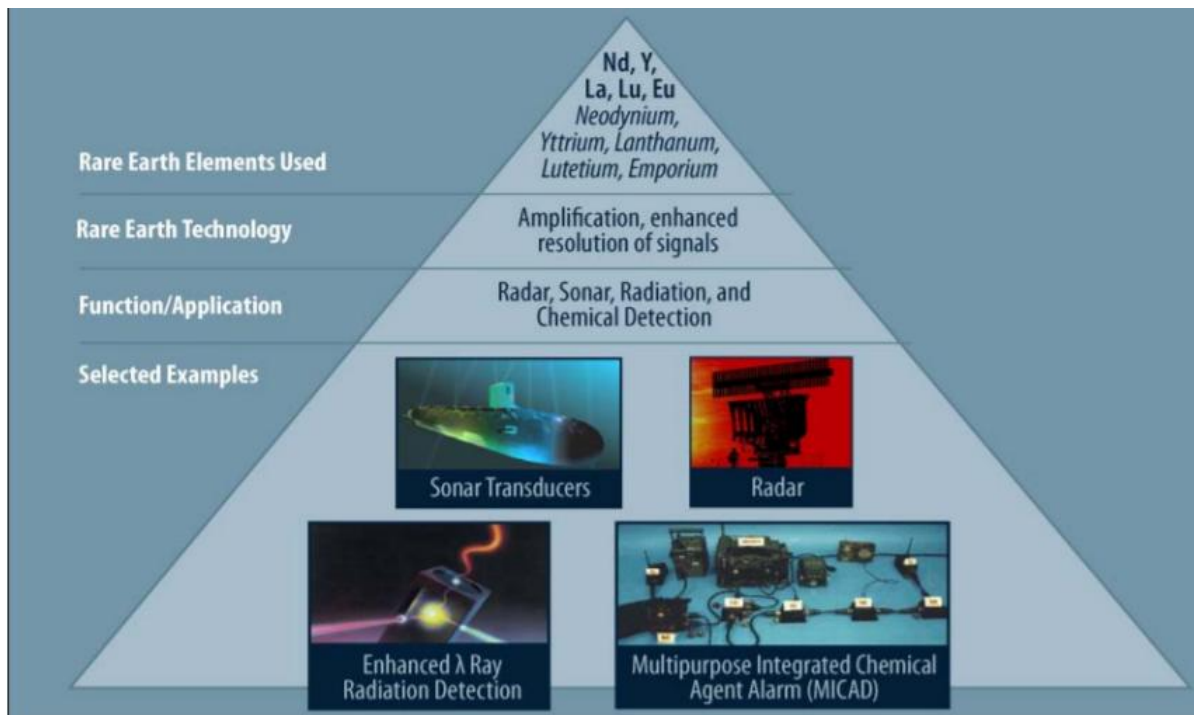 Nd, Y,
La, Lu, Eu
Neodynium,
Yttrium, Lanthanum,
Lutetium, Emporium
Rare Earth Elements Used
Rare Earth Technology
Amplification, enhanced
resolution of signals
Function/Application
Radar, Sonar, Radiation, and
Chemical Detection
Selected Examples
Sonar Transducers
Radar
Enhanced λ Ray
Radiation Detection
Multipurpose Integrated Chemical
Agent Alarm (MICAD)